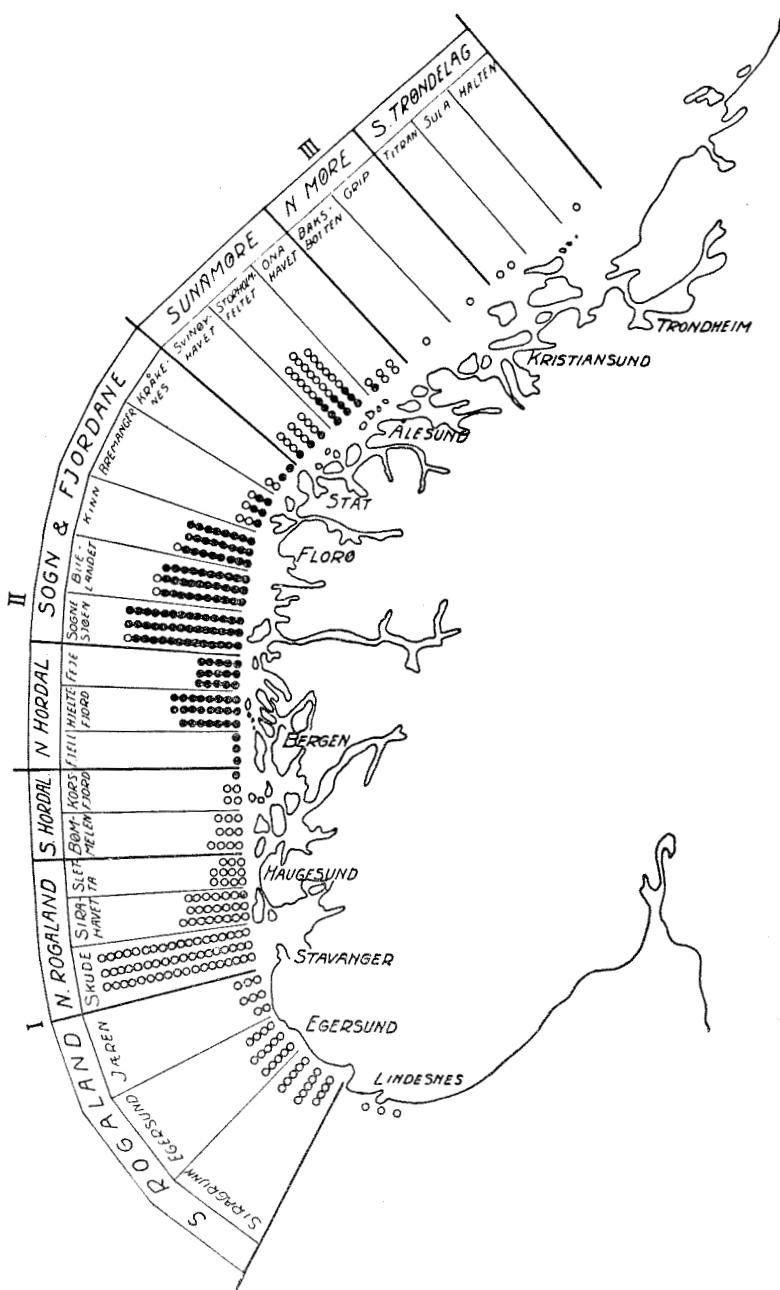 III
S. TRØNDELAG
HALTEN
SULA
TITRAN
N MØRE
GRIP
BAKS-
BOTTEN
SUNNMØRE
ONA
HAVET
STORHOLM-
FELTET
SVINØY-
HAVET
II
SOGN & FJORDANE
KRÅKE-
NES
BREMANGER
KINN
BUE-
LANDET
SOGNE
SJØEN
N HORDAL
FEJE
HJELTE-
FJORD
FJELL
S. HORDAL.
KORS-
FJORD
BØM-
MELEN
I
N. ROGALAND
SLET-
TA
SIRA-
HAVET
SKUDE
S ROGALAND
JÆREN
EGERSUND
SIRAGRUNN
TRONDHEIM
KRISTIANSUND
ÅLESUND
STAT
FLORØ
BERGEN
HAUGESUND
STAVANGER
EGERSUND
LINDESNES